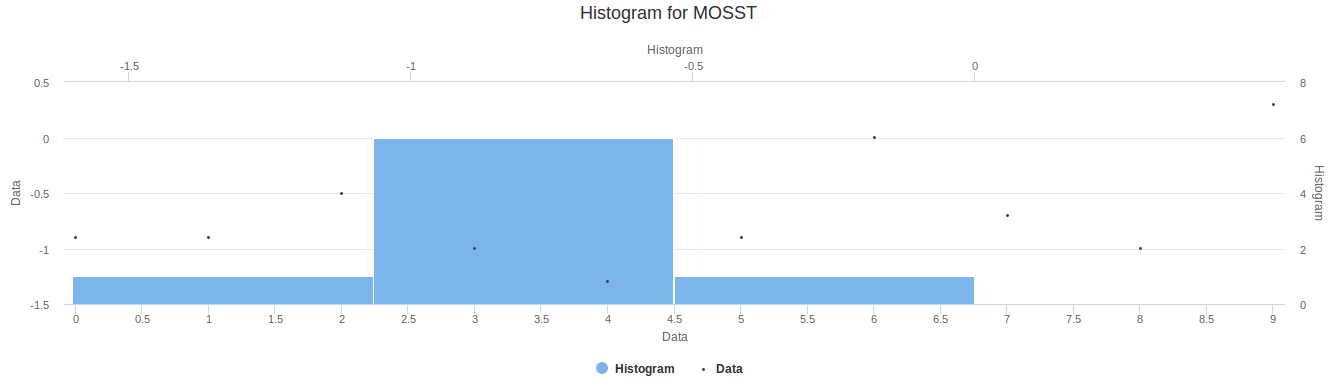 Histogram for MOSST
Histogram
-1.5 -1 -0.5 0
0.5 8
0 6
-0.5 4
-1 2
-1.5 0
Data
Histogram
0 0.5 1 1.5 2 2.5 3 3.5 4 4.5 5 5.5 6 6.5 7 7.5 8 8.5 9
Data
Histogram Data